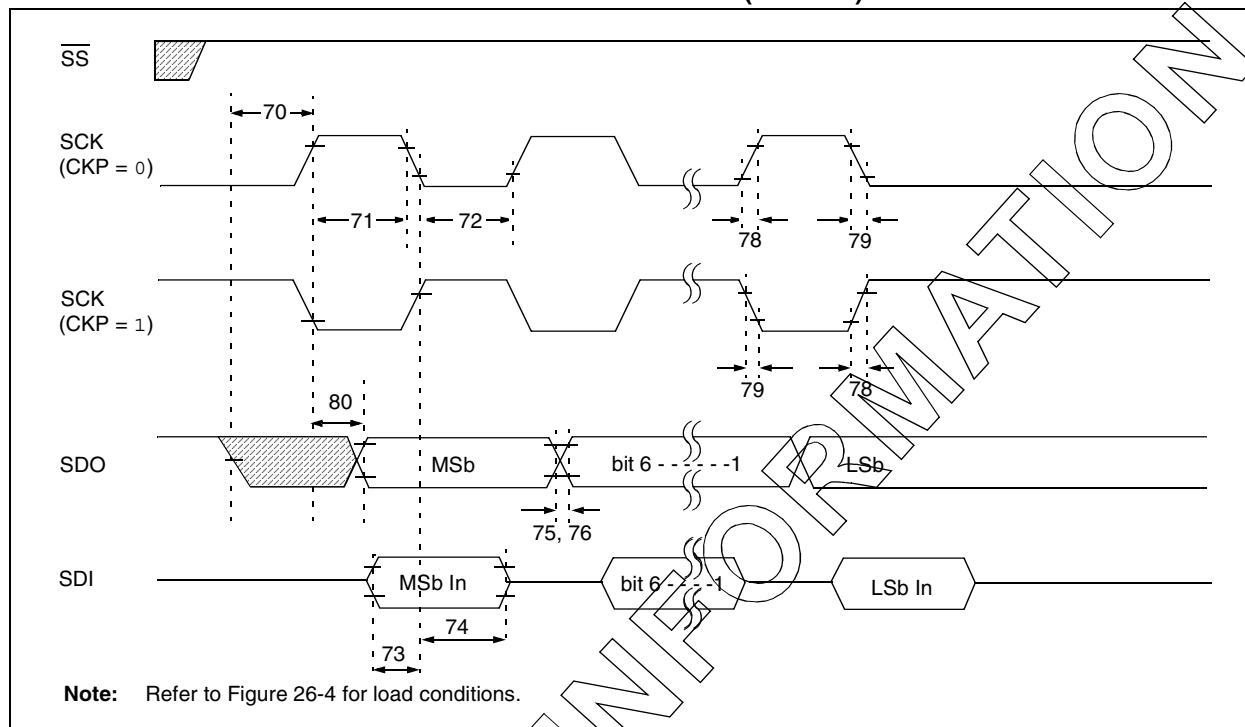 SS
70
SCK
(CKP = 0)
71
72
78
79
SCK
(CKP = 1)
79
78
80
SDO
MSb
bit 6 - - - - - - -1
LSb
75, 76
SDI
MSb In
bit 6 - - - -1
LSb In
74
73
Note: Refer to Figure 26-4 for load conditions.
INFORMATION